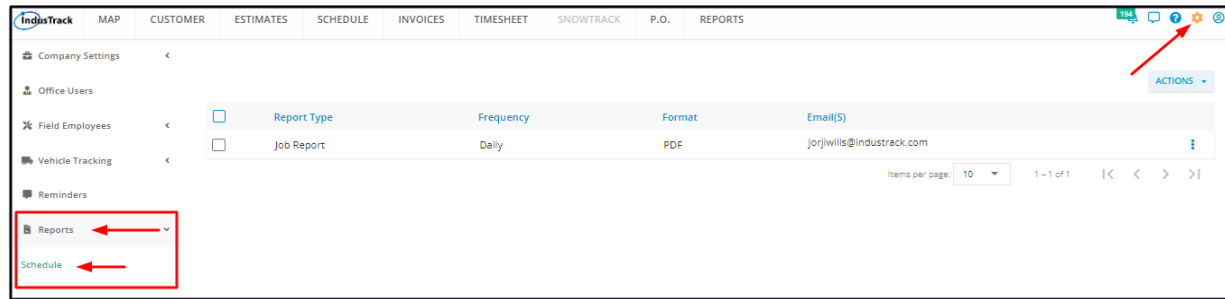 IndusTrack MAP CUSTOMER ESTIMATES SCHEDULE INVOICES TIMESHEET SNOWTRACK P.O. REPORTS 194 ?
Company Settings
ACTIONS
Office Users
Report Type Frequency Format Email(S)
Field Employees
Job Report Daily PDF jorjiwills@industrack.com
Vehicle Tracking
Items per page: 10 1 – 1 of 1
Reminders
Reports
Schedule